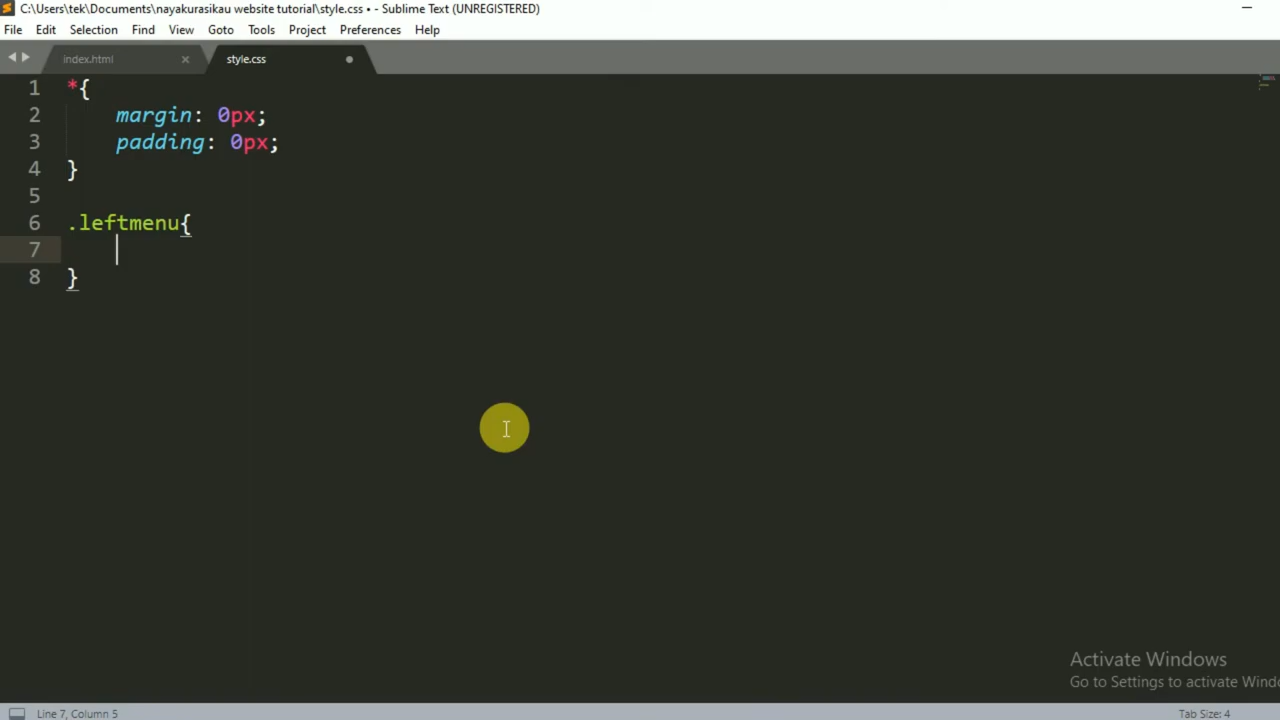 C:\Users\tek\Documents\nayakurasikau website tutorial\style.css • - Sublime Text (UNREGISTERED)
File Edit Selection Find View Goto Tools Project Preferences Help
index.html style.css
1 *{
2 margin: 0px;
3 padding: 0px;
4 }
5
6 .leftmenu{
7
8 }
Activate Windows
Go to Settings to activate
Line 7, Column 5 Tab Size: 4